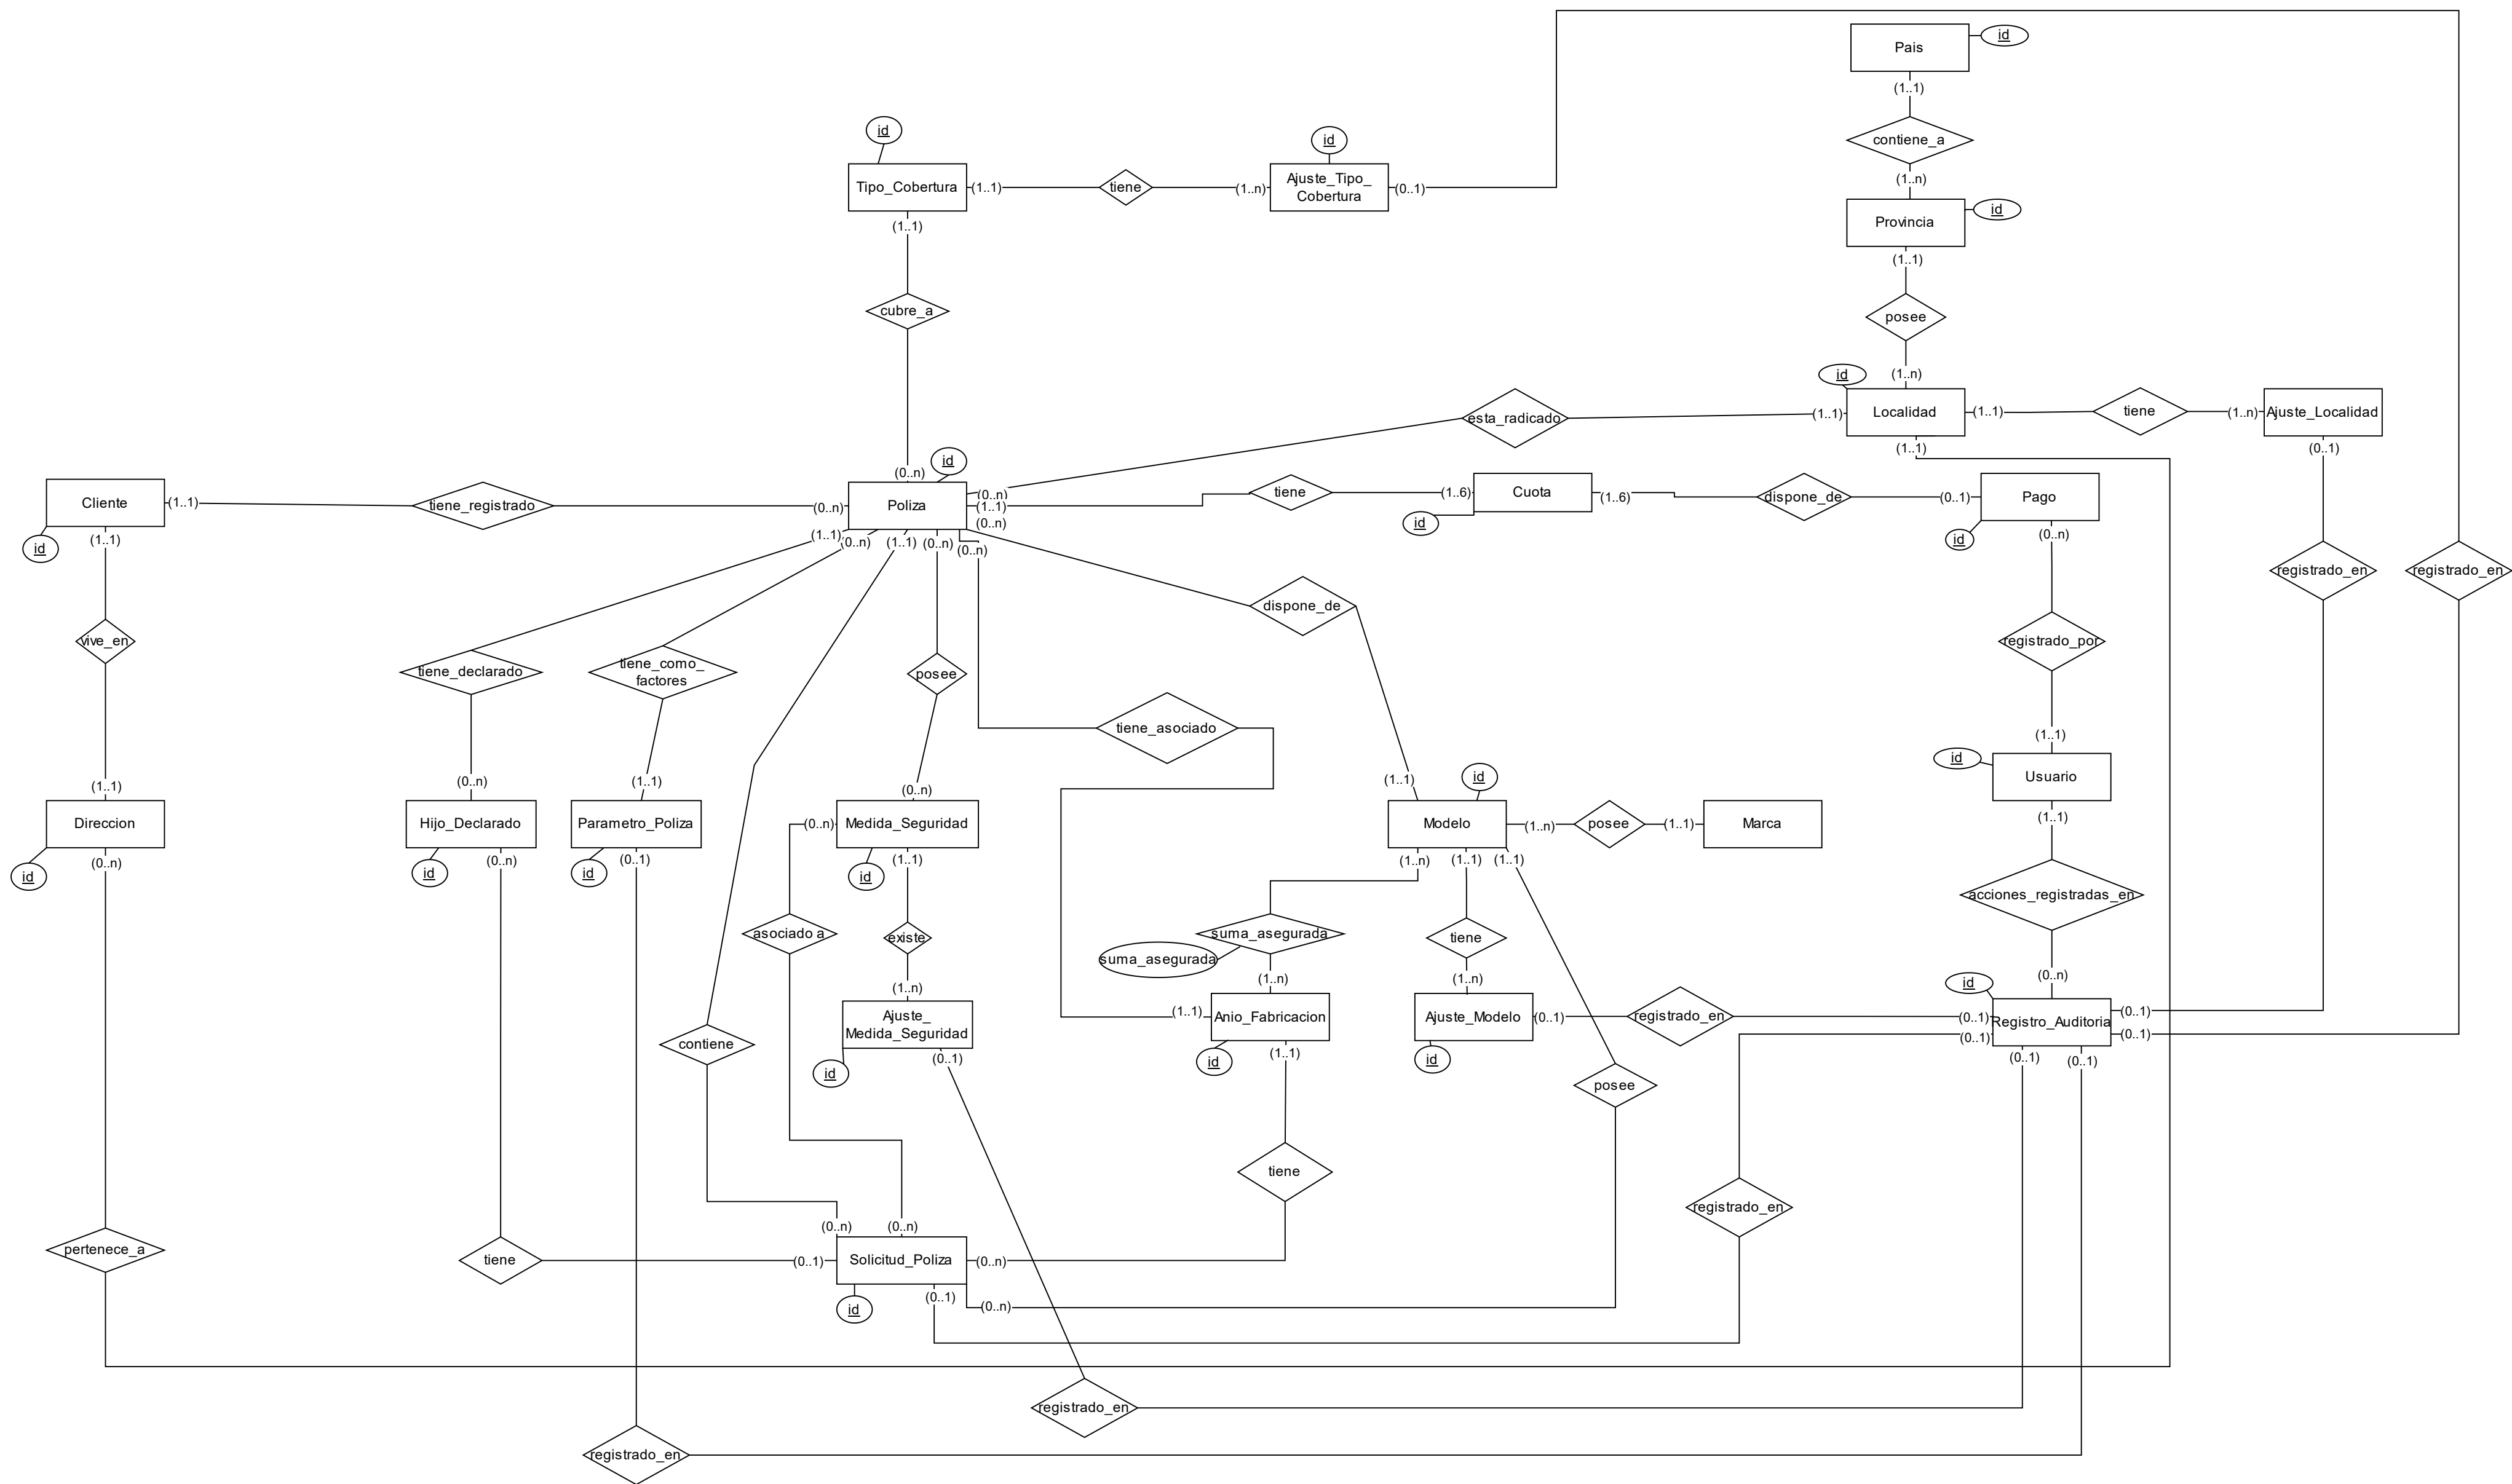 País
id
(1..1)
contiene_a
(1..n)
Provincia
id
(1..1)
posee
(1..n)
id
Tipo_Cobertura
(1..1)
tiene
(1..n)
id
Ajuste_Tipo_
Cobertura
(0..1)
(1..1)
cubre_a
(0..n)
id
Localidad
(1..1)
esta_radicado
(1..1)
tiene
(1..n)
Ajuste_Localidad
(1..1)
(0..1)
id
Cliente
(1..1)
tiene_registrado
(0..n)
Poliza
(0..n)
(1..1)
(0..n)
tiene
(1..6)
Cuota
(1..6)
dispone_de
(0..1)
Pago
id
id
id
(1..1)
(1..1)
(0..n)
(1..1)
(0..n)
(0..n)
(0..n)
registrado_en
registrado_en
vive_en
dispone_de
registrado_por
tiene_declarado
tiene_como_
factores
posee
tiene_asociado
(1..1)
id
Usuario
(1..1)
(0..n)
(1..1)
(0..n)
(1..1)
id
Direccion
Hijo_Declarado
Parametro_Poliza
(0..n)
Medida_Seguridad
Modelo
(1..n)
posee
(1..1)
Marca
(1..1)
(0..n)
id
(0..n)
id
(0..1)
id
(1..1)
id
(1..n)
(1..1)
(1..1)
acciones_registradas_en
asociado a
existe
suma_asegurada
suma_asegurada
tiene
(0..n)
id
(1..n)
(1..n)
(1..n)
Ajuste_
Medida_Seguridad
(1..1)
Anio_Fabricacion
Ajuste_Modelo
(0..1)
registrado_en
(0..1)
Registro_Auditoria
(0..1)
(0..1)
(0..1)
contiene
id
(0..1)
id
(1..1)
id
(0..1)
(0..1)
posee
tiene
registrado_en
(0..n)
(0..n)
pertenece_a
tiene
(0..1)
Solicitud_Poliza
(0..n)
id
(0..1)
(0..n)
registrado_en
registrado_en